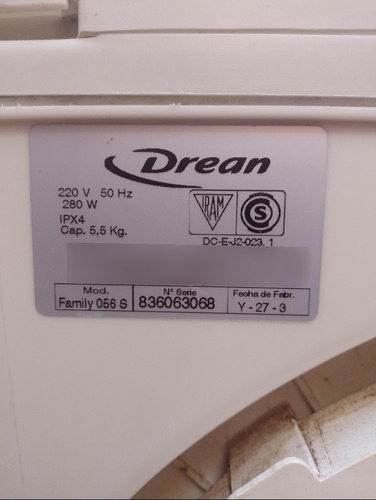 Drean
220 V 50 Hz
280 W
IPX4
Cap. 5,5 Kg.
IRAM
S
DC-E-J2-023. 1
Mod.
Family 056 S
Nº Serie
836063068
Fecha de Fabr.
Y - 27 - 3